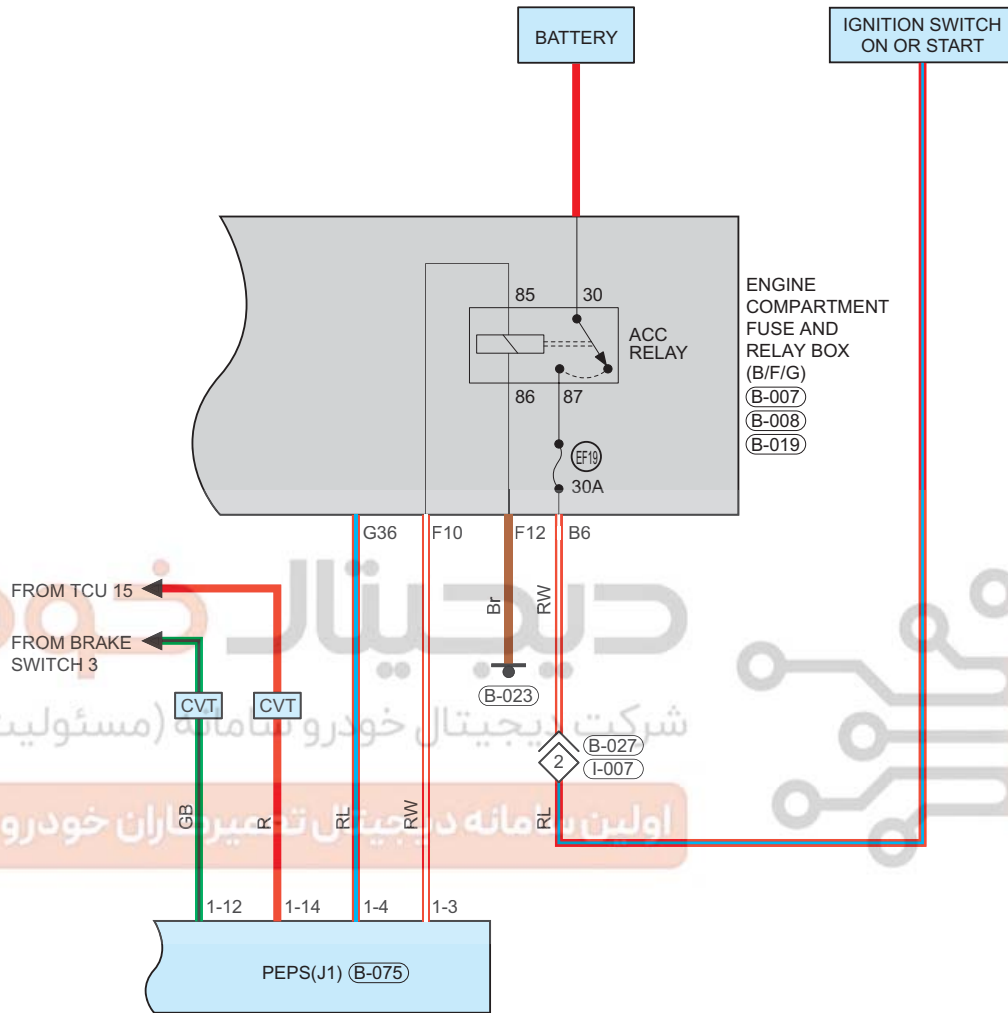 BATTERY
IGNITION SWITCH
ON OR START
85
30
ACC
RELAY
86
87
EF19
30A
ENGINE
COMPARTMENT
FUSE AND
RELAY BOX
(B/F/G)
B-007
B-008
B-019
G36
F10
F12
B6
FROM TCU 15
FROM BRAKE
SWITCH 3
Br
RW
دیجیتال خودرو
B-023
CVT
CVT
شرکت دیجیتال خودرو سامانه (مسئولیت
B-027
I-007
2
GB
R
RL
RW
RL
اولین سامانه دیجیتال تعمیرکاران خودرو
1-12
1-14
1-4
1-3
PEPS(J1) B-075